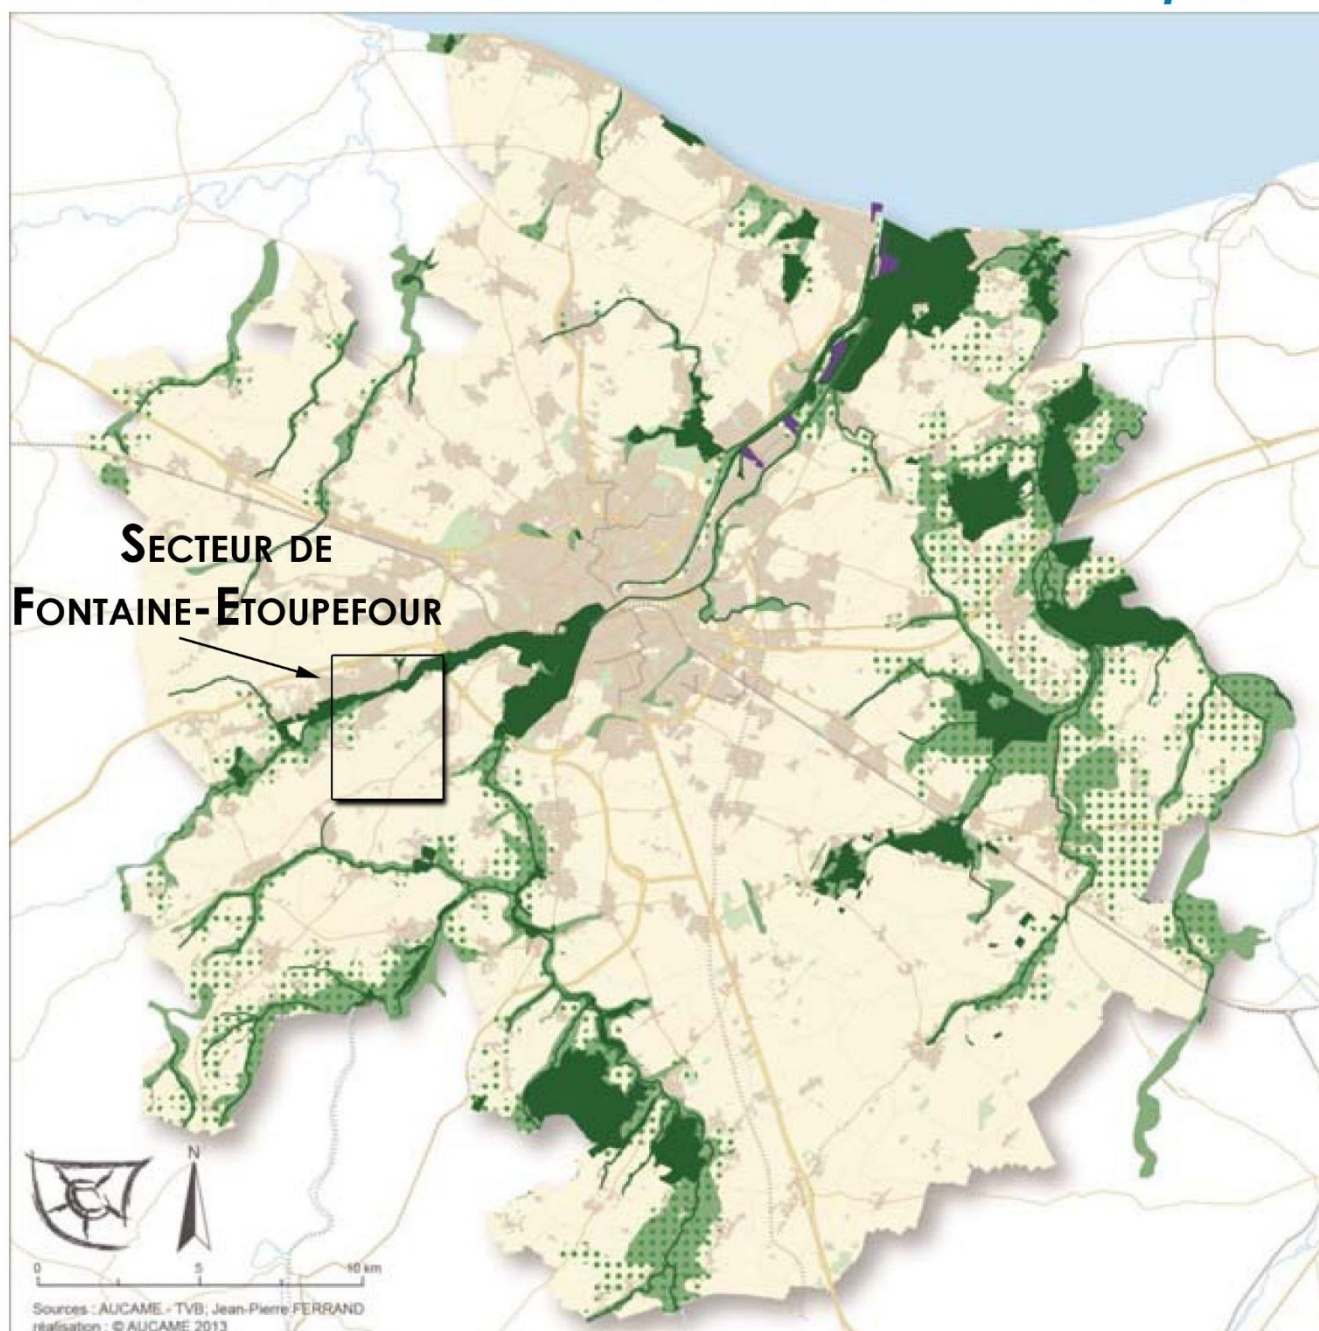 SECTEUR DE
FONTAINE-ETOUPEFOUR
N
0 5 10 km
Sources : AUCAME - TVB; Jean-Pierre FERRAND
réalisation : © AUCAME 2013